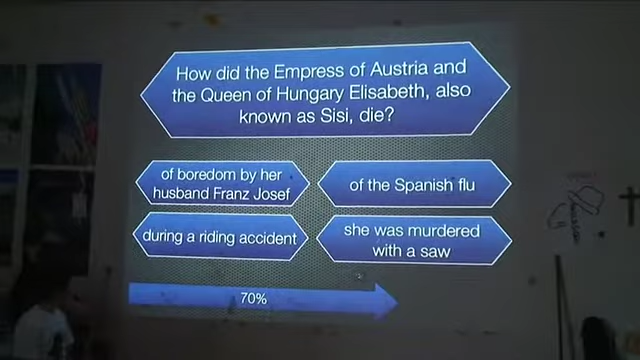 How did the Empress of Austria and
the Queen of Hungary Elisabeth, also
known as Sisi, die?
of boredom by her
husband Franz Josef
of the Spanish flu
during a riding accident
she was murdered
with a saw
70%